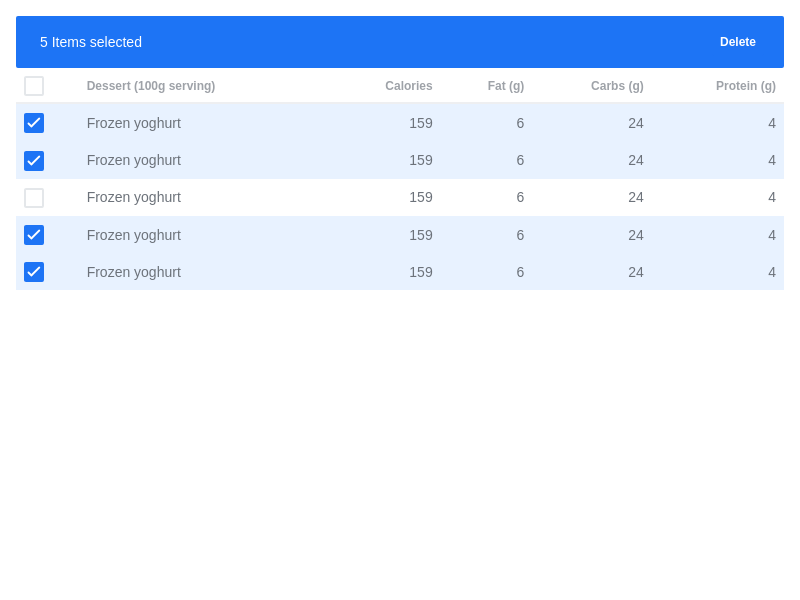 5 Items selected Delete
Dessert (100g serving) Calories Fat (g) Carbs (g) Protein (g)
Frozen yoghurt 159 6 24 4
Frozen yoghurt 159 6 24 4
Frozen yoghurt 159 6 24 4
Frozen yoghurt 159 6 24 4
Frozen yoghurt 159 6 24 4